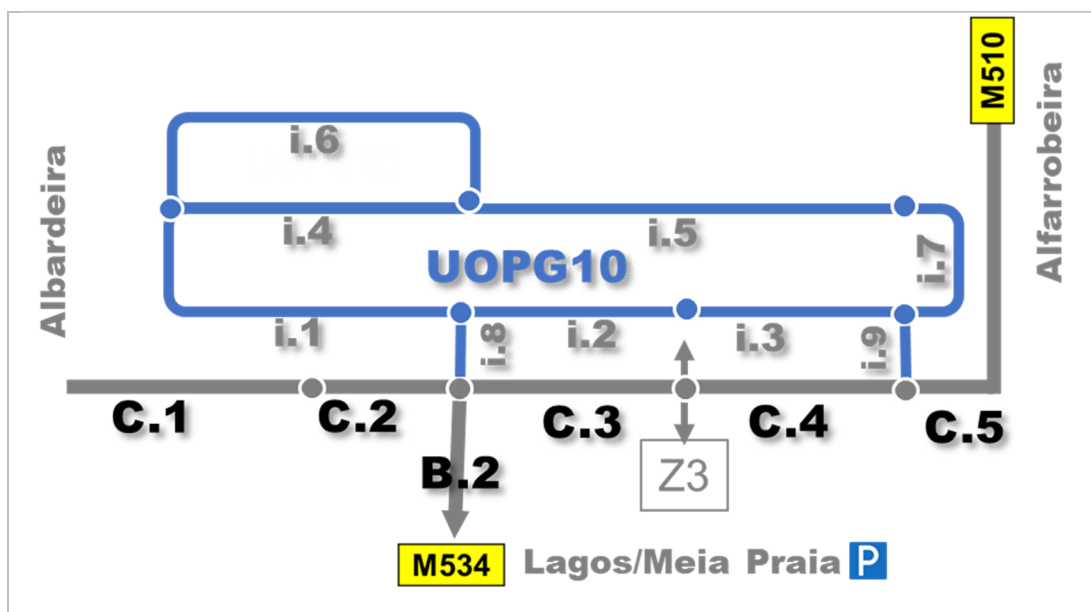 M510
Albardeira
Alfarrobeira
i.6
i.4
i.5
i.7
UOPG10
i.1
i.8
i.2
i.3
i.9
C.1
C.2
C.3
C.4
C.5
B.2
Z3
M534
Lagos/Meia Praia P